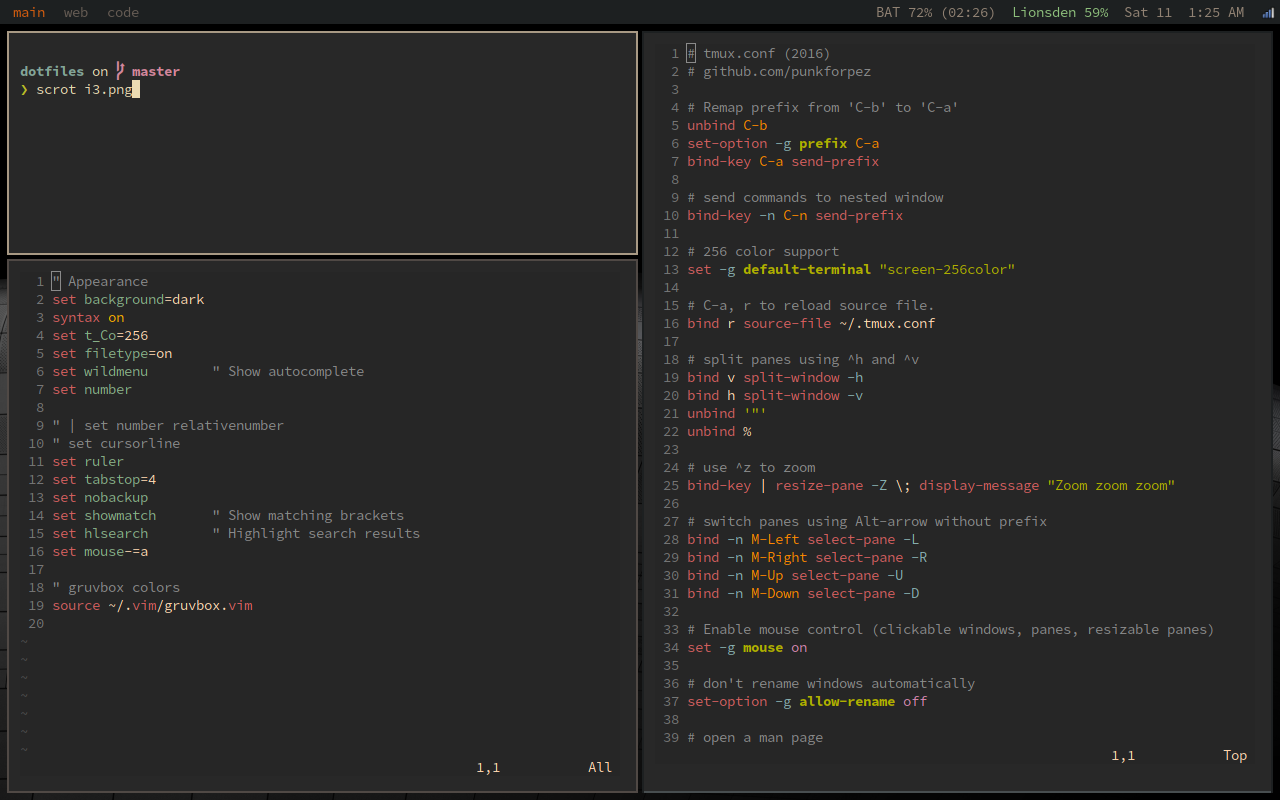 main web code BAT 72% (02:26) Lionsden 59% Sat 11 1:25 AM
dotfiles on master
❯ scrot i3.png
1 " Appearance
2 set background=dark
3 syntax on
4 set t_Co=256
5 set filetype=on
6 set wildmenu " Show autocomplete
7 set number
8
9 " | set number relativenumber
10 " set cursorline
11 set ruler
12 set tabstop=4
13 set nobackup
14 set showmatch " Show matching brackets
15 set hlsearch " Highlight search results
16 set mouse-=a
17
18 " gruvbox colors
19 source ~/.vim/gruvbox.vim
20
~
~
~
~
~
~
~
1,1 All
1 # tmux.conf (2016)
2 # github.com/punkforpez
3
4 # Remap prefix from 'C-b' to 'C-a'
5 unbind C-b
6 set-option -g prefix C-a
7 bind-key C-a send-prefix
8
9 # send commands to nested window
10 bind-key -n C-n send-prefix
11
12 # 256 color support
13 set -g default-terminal "screen-256color"
14
15 # C-a, r to reload source file.
16 bind r source-file ~/.tmux.conf
17
18 # split panes using ^h and ^v
19 bind v split-window -h
20 bind h split-window -v
21 unbind '"'
22 unbind %
23
24 # use ^z to zoom
25 bind-key | resize-pane -Z \; display-message "Zoom zoom zoom"
26
27 # switch panes using Alt-arrow without prefix
28 bind -n M-Left select-pane -L
29 bind -n M-Right select-pane -R
30 bind -n M-Up select-pane -U
31 bind -n M-Down select-pane -D
32
33 # Enable mouse control (clickable windows, panes, resizable panes)
34 set -g mouse on
35
36 # don't rename windows automatically
37 set-option -g allow-rename off
38
39 # open a man page
1,1 Top